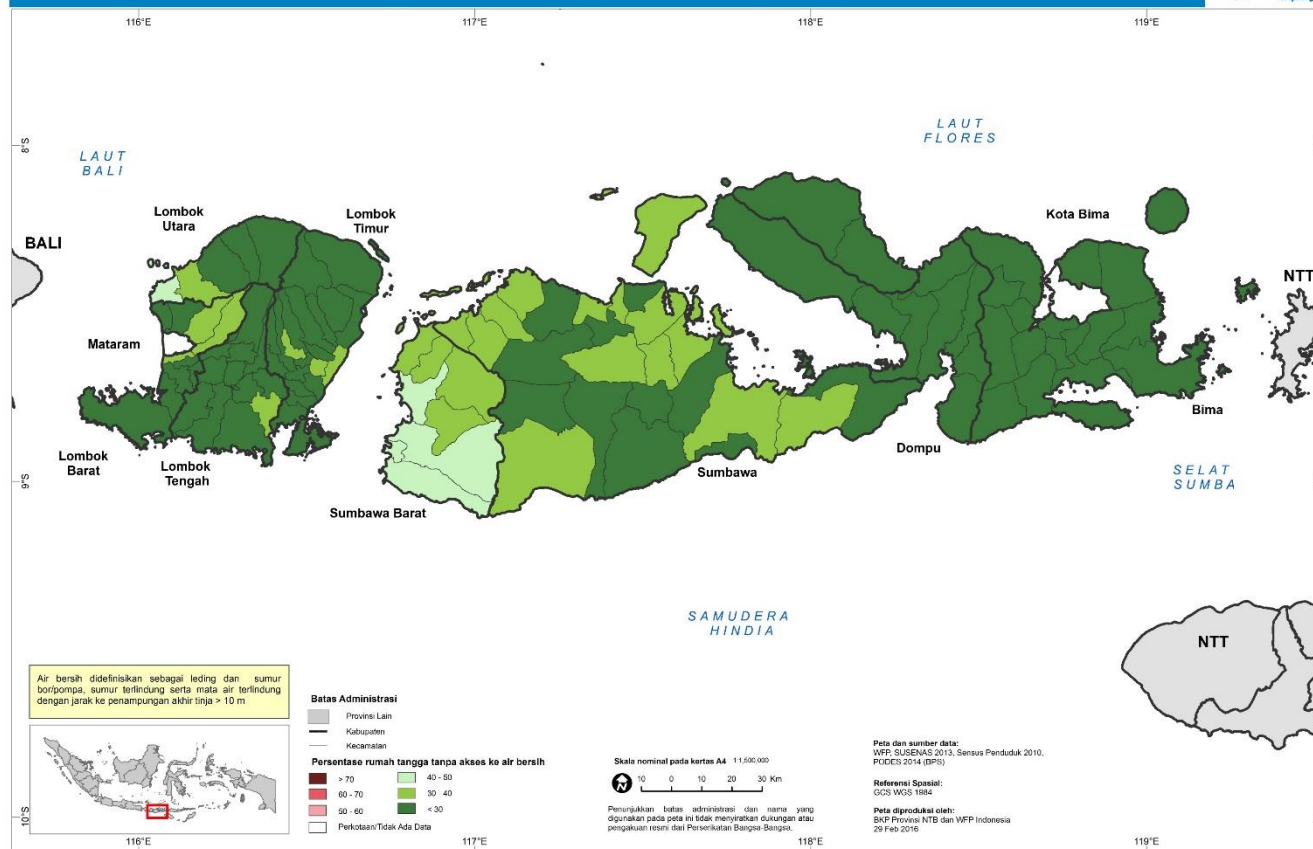 116°E 117°E 118°E 119°E
8°S
LAUT
BALI
LAUT
FLORES
Lombok
Utara
Lombok
Timur
Kota Bima
BALI
NTT
Mataram
Bima
Dompu
Lombok
Barat
Lombok
Tengah
Sumbawa
9°S
SELAT
SUMBA
Sumbawa Barat
SAMUDERA
HINDIA
NTT
Air bersih didefinisikan sebagai leding dan sumur
bor/pompa, sumur terlindung serta mata air terlindung
dengan jarak ke penampungan akhir tinja > 10 m
Batas Administrasi
Provinsi Lain
Kabupaten
Kecamatan
Persentase rumah tangga tanpa akses ke air bersih
> 70
60 - 70
50 - 60
40 - 50
30 - 40
< 30
Perkotaan/Tidak Ada Data
Skala nominal pada kertas A4 1:1,500,000
10 0 10 20 30 Km
Penunjukkan batas administrasi dan nama yang
digunakan pada peta ini tidak menyiratkan dukungan atau
pengakuan resmi dari Perserikatan Bangsa-Bangsa.
Peta dan sumber data:
WFP, SUSENAS 2013, Sensus Penduduk 2010,
PODES 2014 (BPS)
Referensi Spasial:
GCS WGS 1984
Peta diproduksi oleh:
BKP Provinsi NTB dan WFP Indonesia
29 Feb 2016
10°S
116°E 117°E 118°E 119°E